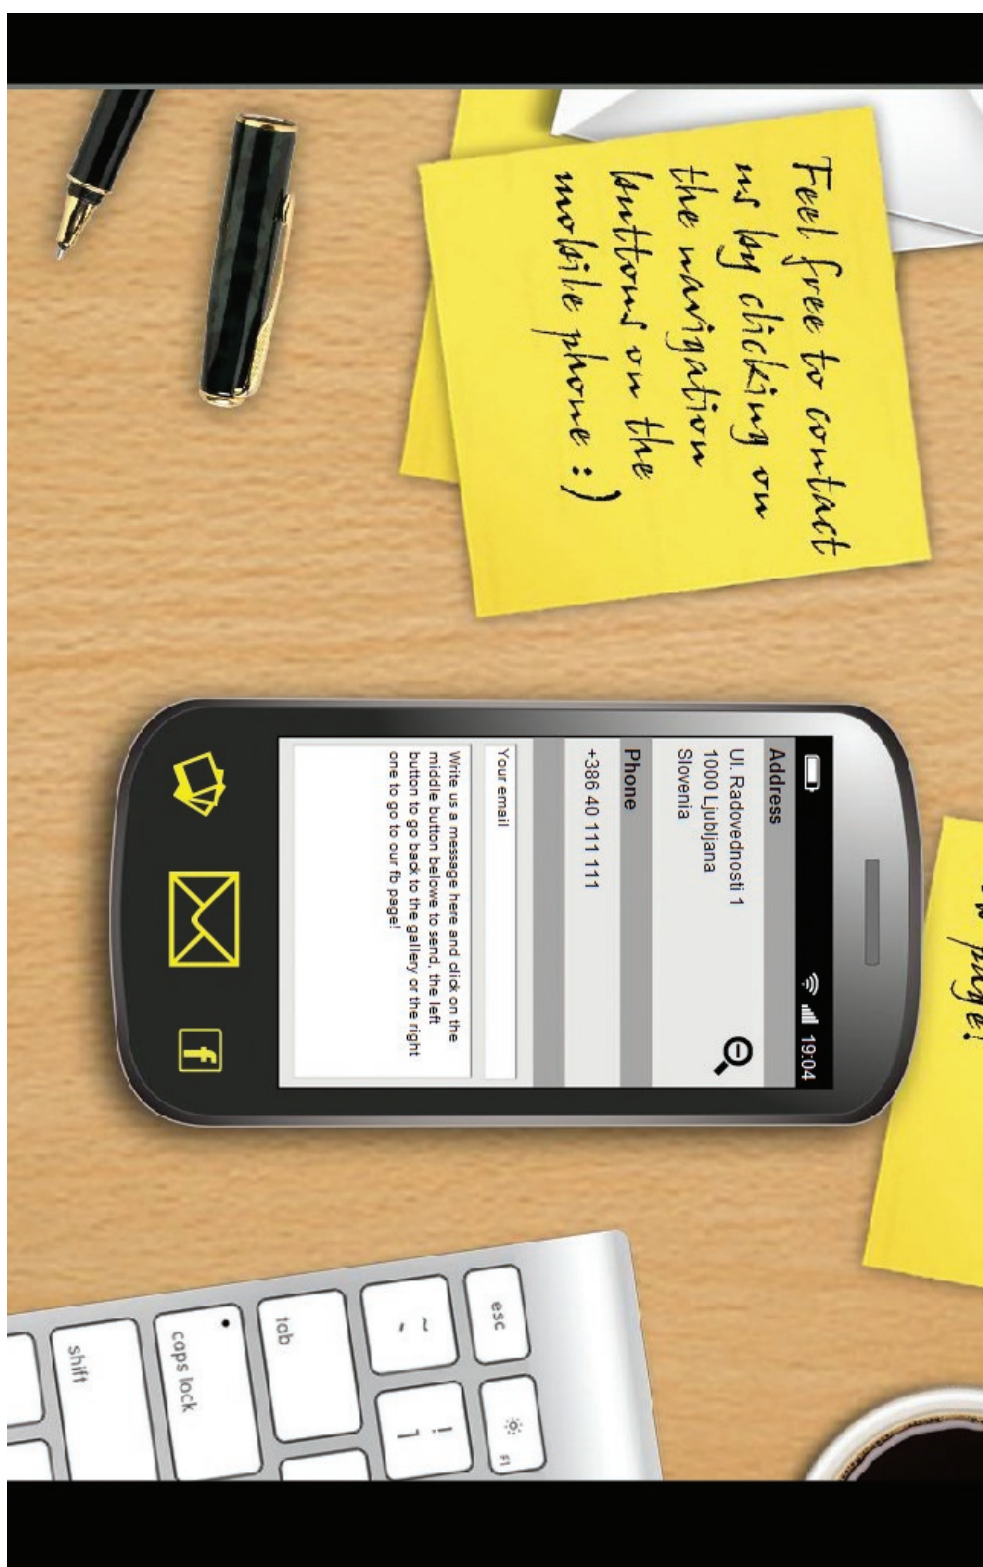 Feel free to contact
us by clicking on
the navigation
buttons on the
mobile phone :)
page!
19:04
Address
Ul. Radovednosti 1
1000 Ljubljana
Slovenia
Phone
+386 40 111 111
Your email
Write us a message here and click on the
middle button belowe to send, the left
button to go back to the gallery or the right
one to go to our fb page!
f
esc
F1
~
!
1
tab
caps lock
shift